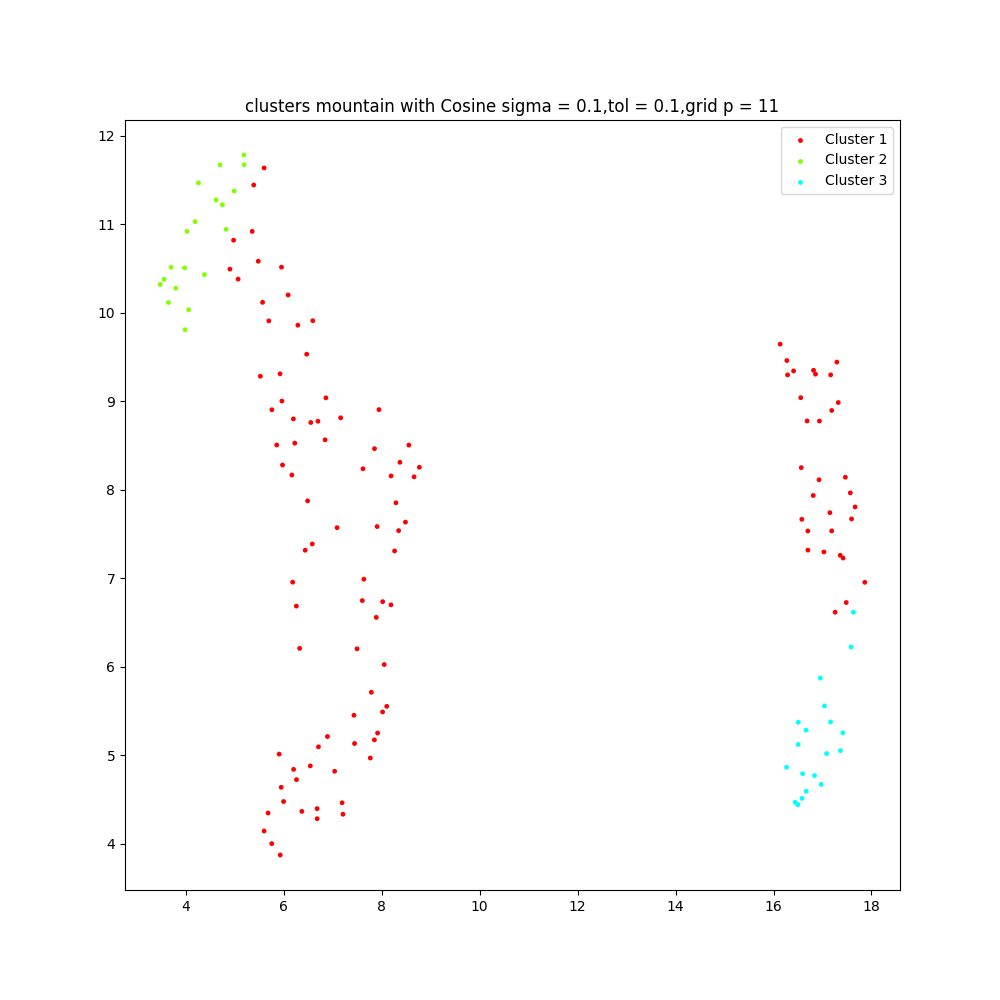 clusters mountain with Cosine sigma = 0.1,tol = 0.1,grid p = 11
Cluster 1
Cluster 2
Cluster 3
12
11
10
9
8
7
6
5
4
4 6 8 10 12 14 16 18